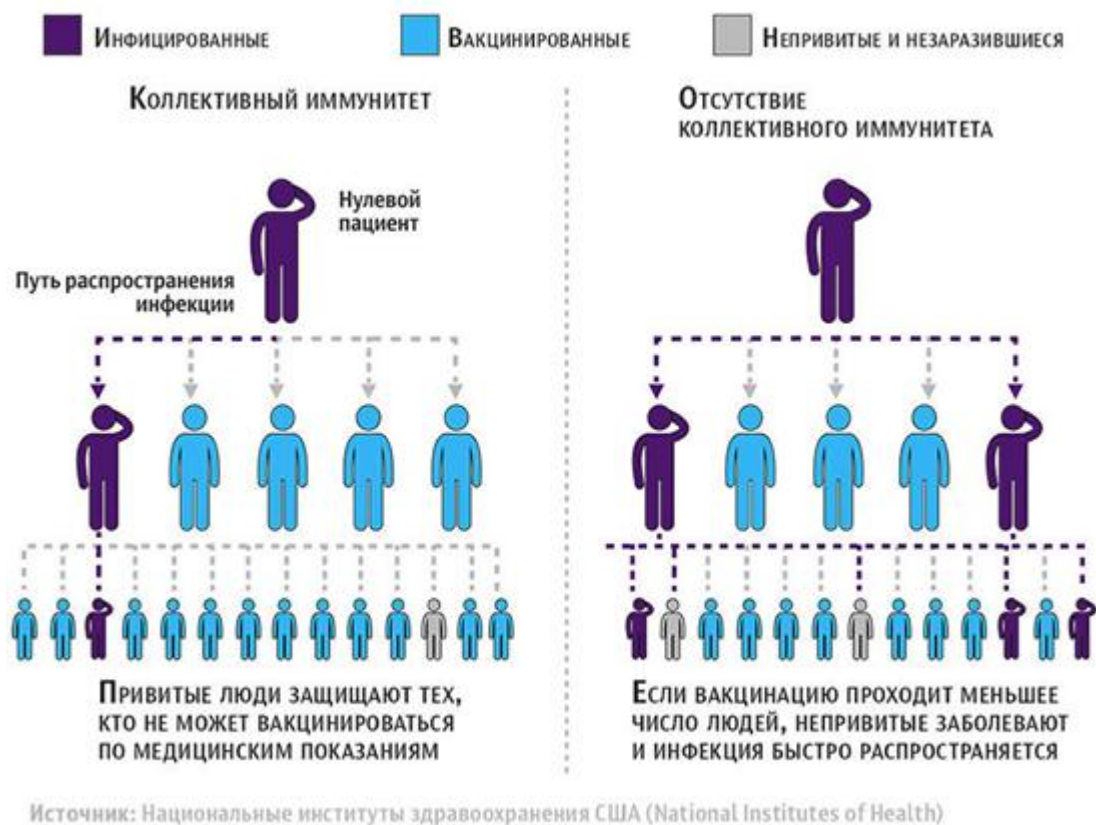 Инфицированные
Вакцинированные
Непривитые и незаразившиеся
Коллективный иммунитет
Нулевой
пациент
Путь распространения
инфекции
Привитые люди защищают тех,
кто не может вакцинироваться
по медицинским показаниям
Отсутствие
коллективного иммунитета
Если вакцинацию проходит меньшее
число людей, непривитые заболевают
и инфекция быстро распространяется
Источник: Национальные институты здравоохранения США (National Institutes of Health)